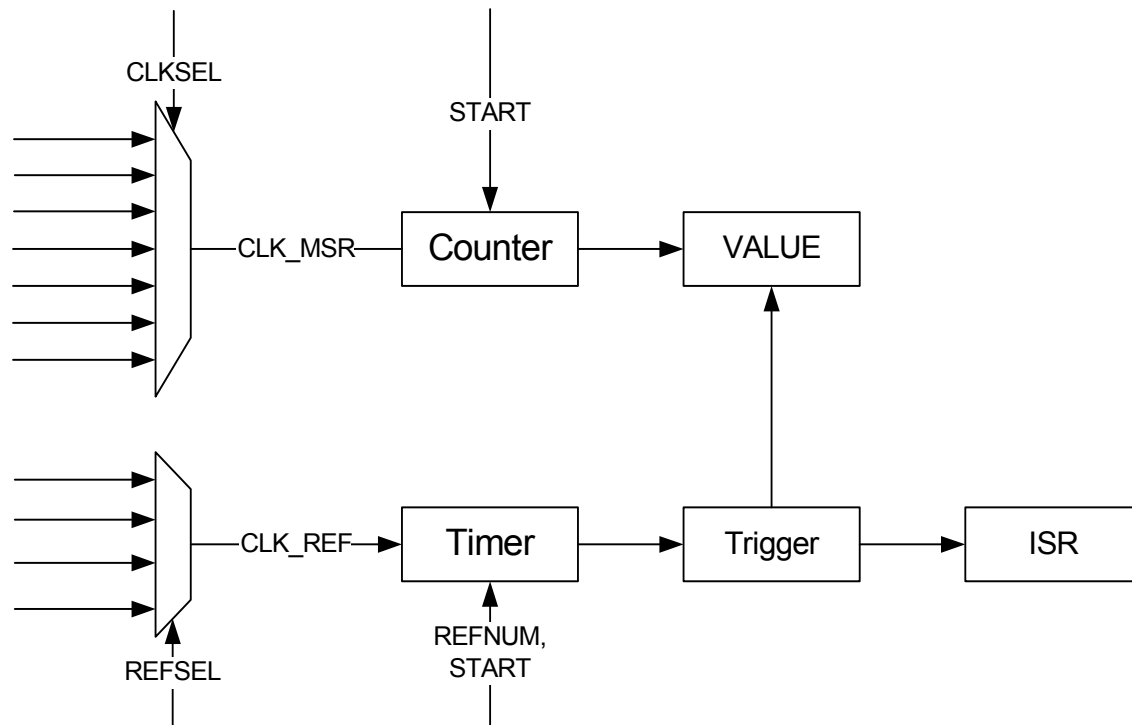 CLKSEL
START
CLK_MSR
Counter
VALUE
CLK_REF
Timer
Trigger
ISR
REFNUM,
START
REFSEL